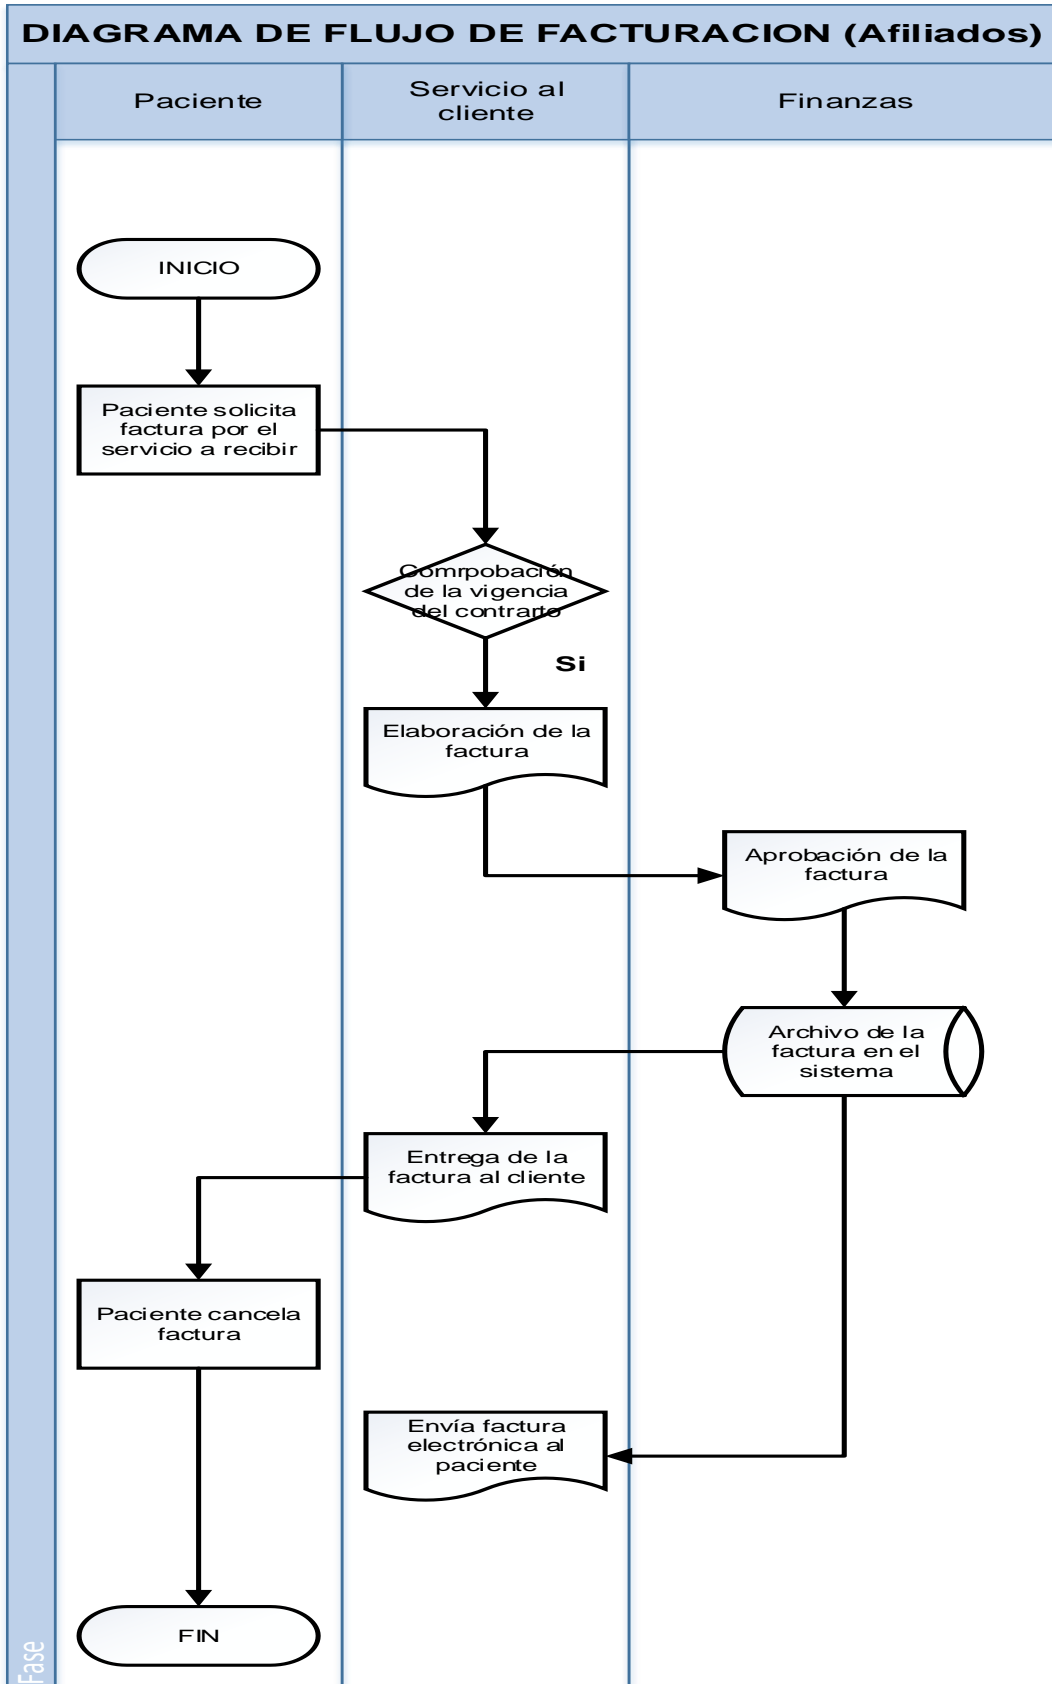 DIAGRAMA DE FLUJO DE FACTURACION (Afiliados)
Paciente
Servicio al
cliente
Finanzas
INICIO
Paciente solicita
factura por el
servicio a recibir
Comrpobación
de la vigencia
del contrarto
Si
Elaboración de la
factura
Aprobación de la
factura
Archivo de la
factura en el
sistema
Entrega de la
factura al cliente
Paciente cancela
factura
Envía factura
electrónica al
paciente
FIN
Fase